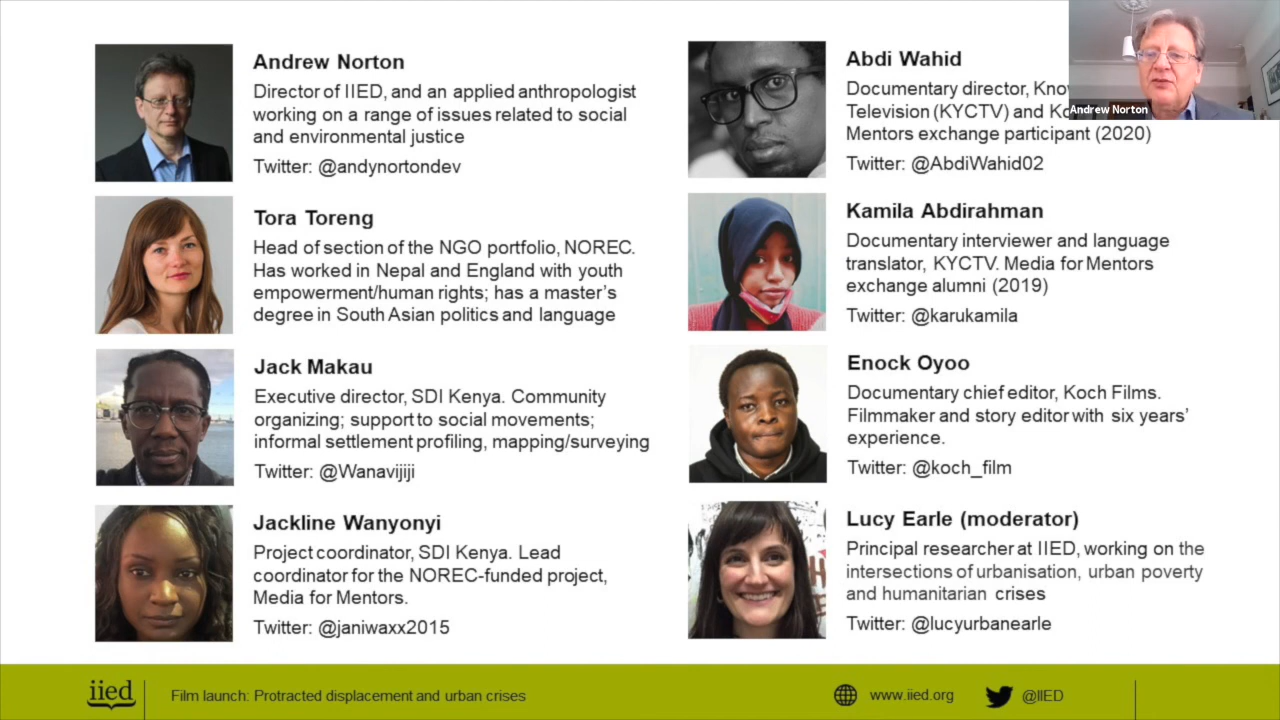 Andrew Norton
Director of IIED, and an applied anthropologist
working on a range of issues related to social
and environmental justice
Twitter: @andynortondev
Tora Toreng
Head of section of the NGO portfolio, NOREC.
Has worked in Nepal and England with youth
empowerment/human rights; has a master's
degree in South Asian politics and language
Jack Makau
Executive director, SDI Kenya. Community
organizing; support to social movements;
informal settlement profiling, mapping/surveying
Twitter: @Wanavijiji
Jackline Wanyonyi
Project coordinator, SDI Kenya. Lead
coordinator for the NOREC-funded project,
Media for Mentors.
Twitter: @janiwaxx2015
Abdi Wahid
Documentary director,
Television (KYCTV) and
Mentors exchange participant (2020)
Twitter: @AbdiWahid02
Andrew Norton
Kamila Abdirahman
Documentary interviewer and language
translator, KYCTV. Media for Mentors
exchange alumni (2019)
Twitter: @karukamila
Enock Oyoo
Documentary chief editor, Koch Films.
Filmmaker and story editor with six years'
experience.
Twitter: @koch_film
Lucy Earle (moderator)
Principal researcher at IIED, working on the
intersections of urbanisation, urban poverty
and humanitarian crises
Twitter: @lucyurbanearle
iied
Film launch: Protracted displacement and urban crises
www.iied.org
@IIED